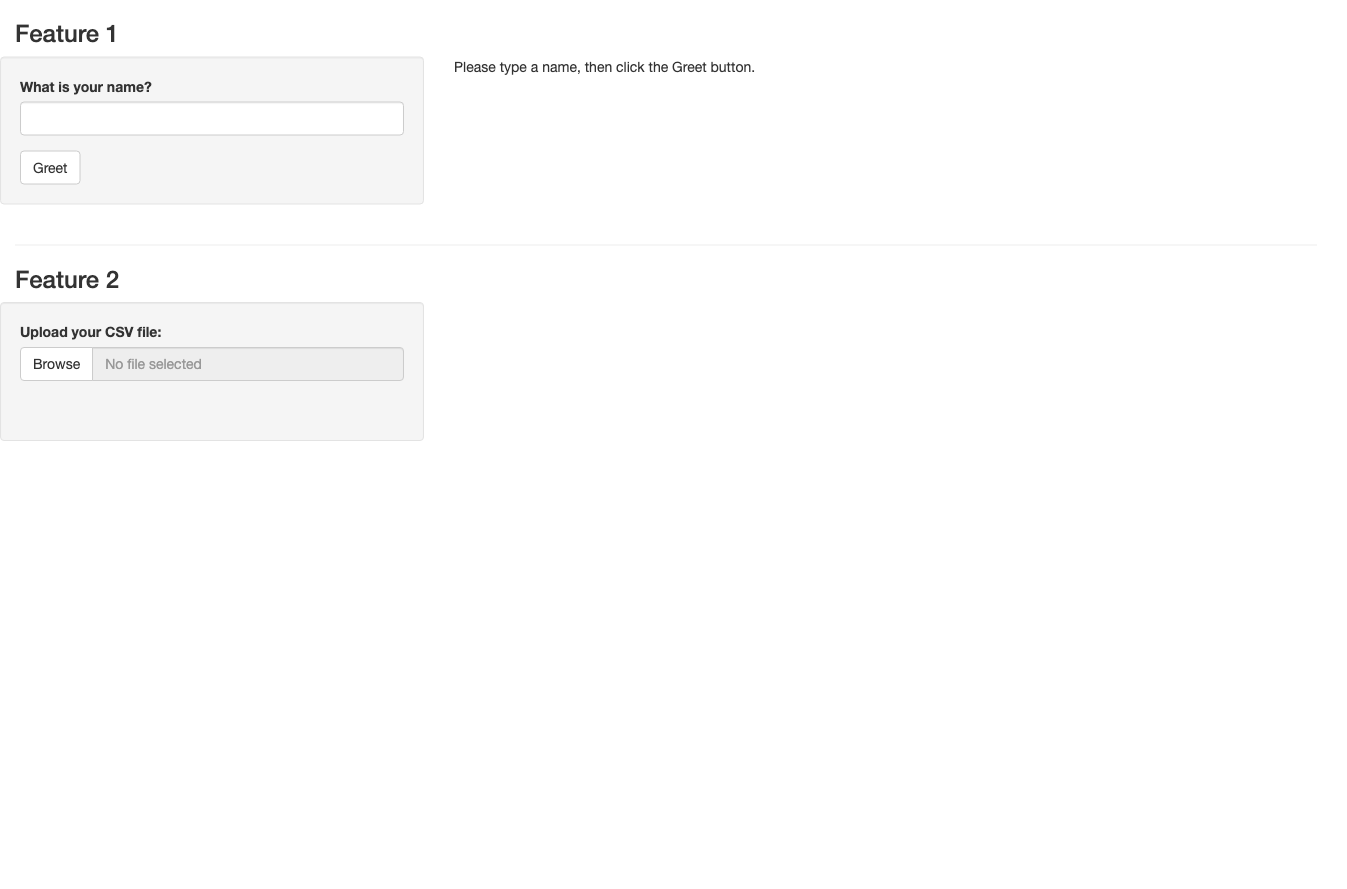 Feature 1
What is your name?
Please type a name, then click the Greet button.
Greet
Feature 2
Upload your CSV file:
Browse No file selected